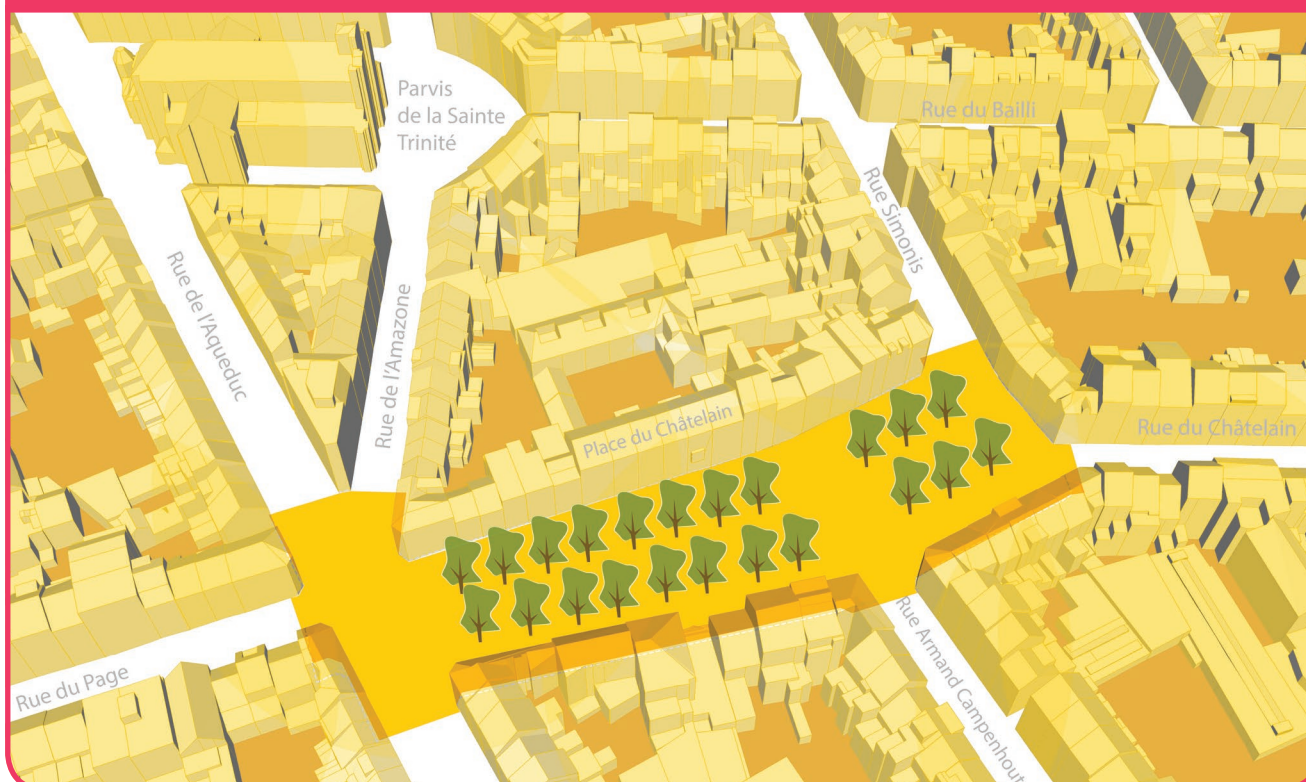 Parvis
de la Sainte
Trinité
Rue du Bailli
Rue Simonis
Rue de l'Aqueduc
Rue de l'Amazone
Place du Châtelain
Rue du Châtelain
Rue Armand Campenhout
Rue du Page